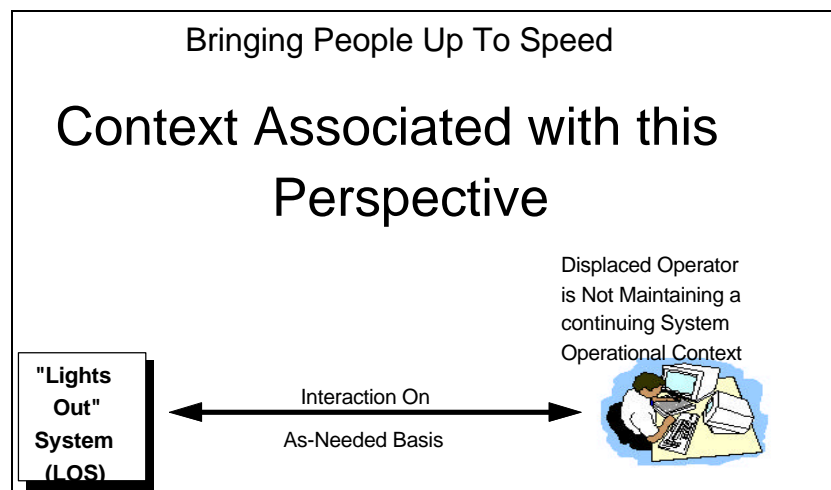 Bringing People Up To Speed
Context Associated with this
Perspective
Displaced Operator
is Not Maintaining a
continuing System
Operational Context
"Lights
Out"
System
(LOS)
Interaction On
As-Needed Basis